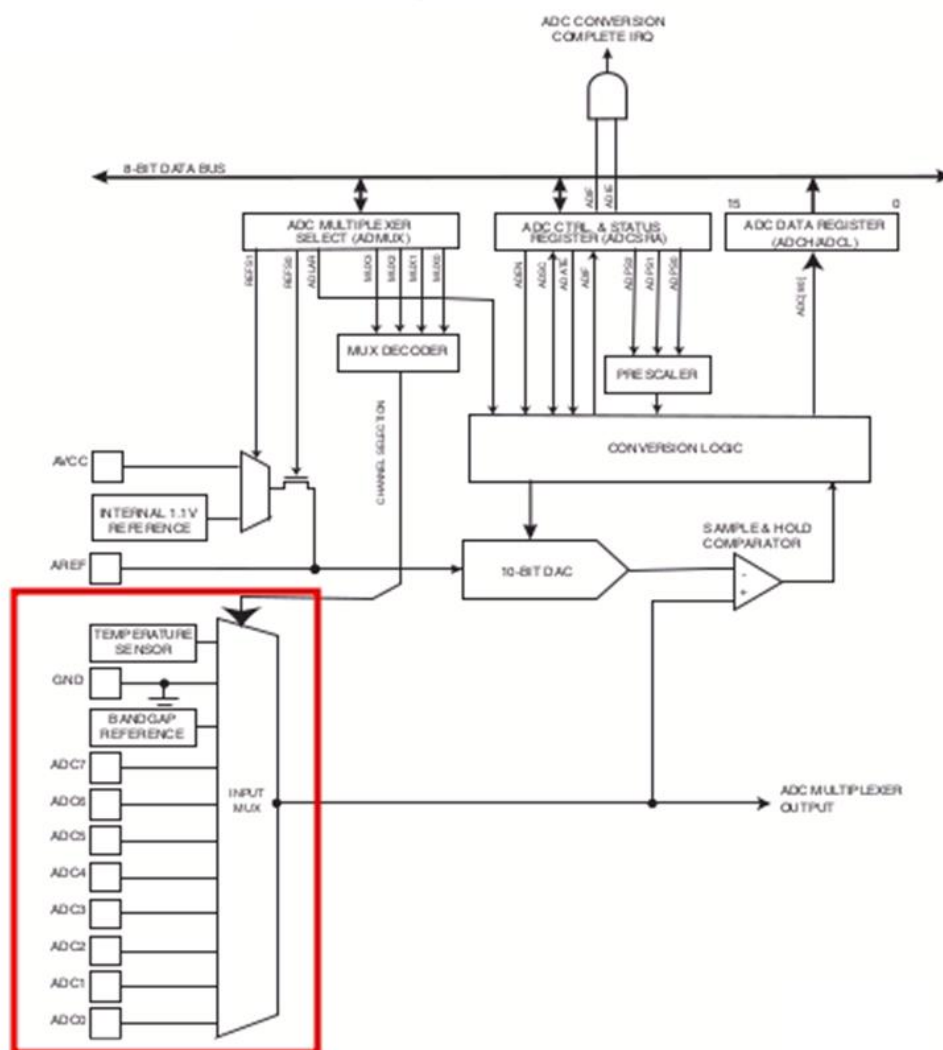 ADC CONVERSION
COMPLETE IRQ
8-BIT DATA BUS
ADIF
ADIE
15
0
ADC MULTIPLEXER
SELECT (ADMUX)
ADC CTRL. & STATUS
REGISTER (ADCSRA)
ADC DATA REGISTER
(ADCH/ADCL)
REFS1
REFS0
ADLAR
MUX3
MUX2
MUX1
MUX0
ADEN
ADSC
ADATE
ADIF
ADPS2
ADPS1
ADPS0
ADC[9:0]
MUX DECODER
PRESCALER
CHANNEL SELECTION
CONVERSION LOGIC
AVCC
INTERNAL 1.1V
REFERENCE
SAMPLE & HOLD
COMPARATOR
AREF
10-BIT DAC
-
+
TEMPERATURE
SENSOR
GND
BANDGAP
REFERENCE
ADC7
ADC6
ADC5
ADC4
ADC3
ADC2
ADC1
ADC0
INPUT
MUX
ADC MULTIPLEXER
OUTPUT